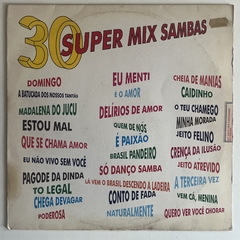 30 SUPER MIX SAMBAS
DOMINGO
A BATUCADA DOS NOSSOS TANTÃS
MADALENA DO JUCU
ESTOU MAL
QUE SE CHAMA AMOR
EU NÃO VIVO SEM VOCÊ
PAGODE DA DINDA
TO LEGAL
CHEGA DEVAGAR
PODEROSA
EU MENTI
É O AMOR
DELÍRIOS DE AMOR
QUEM DE NÓS
É PAIXÃO
BRASIL PANDEIRO
SÓ DANÇO SAMBA
LÁ VEM O BRASIL DESCENDO A LADEIRA
CONTO DE FADA
NATURALMENTE
CHEIA DE MANIAS
CAIDINHO
O TEU CHAMEGO
MINHA MORADA
JEITO FELINO
CRENÇA DA ILUSÃO
JEITO ATREVIDO
A TERCEIRA VEZ
VEM CÁ, MENINA
QUERO VER VOCÊ CHORAR